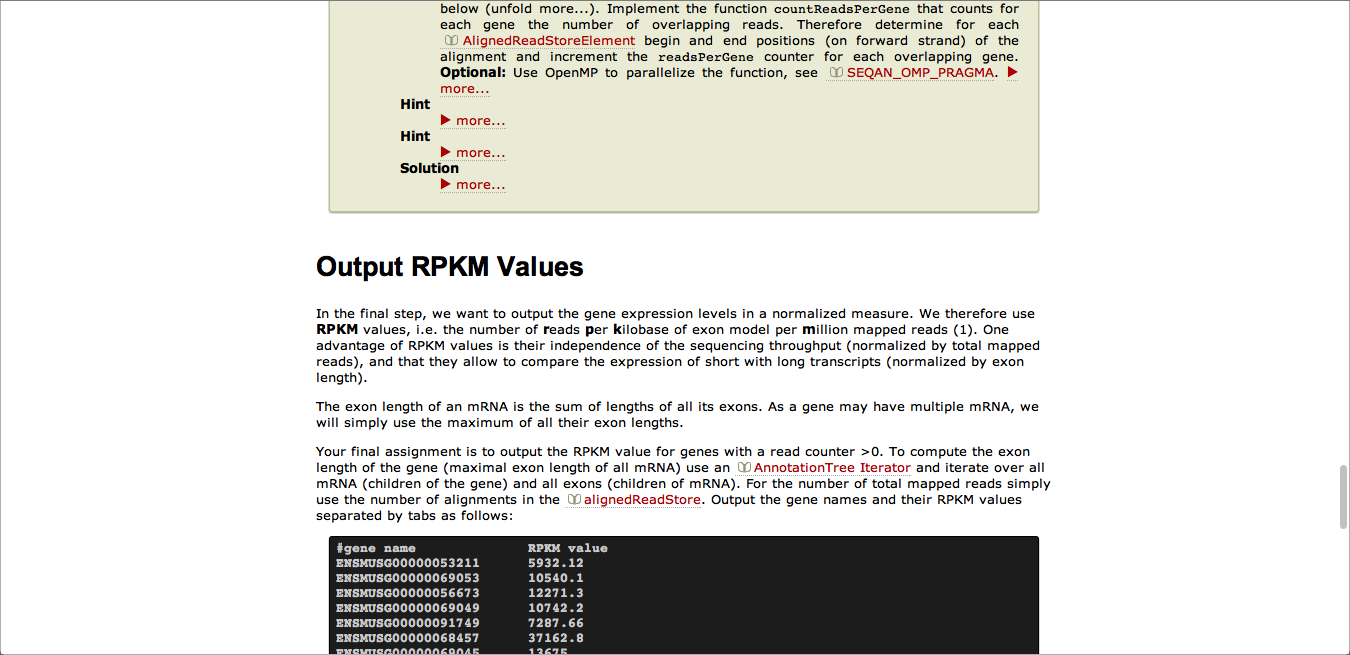 below (unfold more...). Implement the function countReadsPerGene that counts for
each gene the number of overlapping reads. Therefore determine for each
AlignedReadStoreElement begin and end positions (on forward strand) of the
alignment and increment the readsPerGene counter for each overlapping gene.
Optional: Use OpenMP to parallelize the function, see SEQAN_OMP_PRAGMA.
more...
Hint
more...
Hint
more...
Solution
more...
Output RPKM Values
In the final step, we want to output the gene expression levels in a normalized measure. We therefore use
RPKM values, i.e. the number of reads per kilobase of exon model per million mapped reads (1). One
advantage of RPKM values is their independence of the sequencing throughput (normalized by total mapped
reads), and that they allow to compare the expression of short with long transcripts (normalized by exon
length).
The exon length of an mRNA is the sum of lengths of all its exons. As a gene may have multiple mRNA, we
will simply use the maximum of all their exon lengths.
Your final assignment is to output the RPKM value for genes with a read counter >0. To compute the exon
length of the gene (maximal exon length of all mRNA) use an AnnotationTree Iterator and iterate over all
mRNA (children of the gene) and all exons (children of mRNA). For the number of total mapped reads simply
use the number of alignments in the alignedReadStore. Output the gene names and their RPKM values
separated by tabs as follows:
#gene name RPKM value
ENSMUSG00000053211 5932.12
ENSMUSG00000069053 10540.1
ENSMUSG00000056673 12271.3
ENSMUSG00000069049 10742.2
ENSMUSG00000091749 7287.66
ENSMUSG00000068457 37162.8
ENSMUSG00000069045 13675